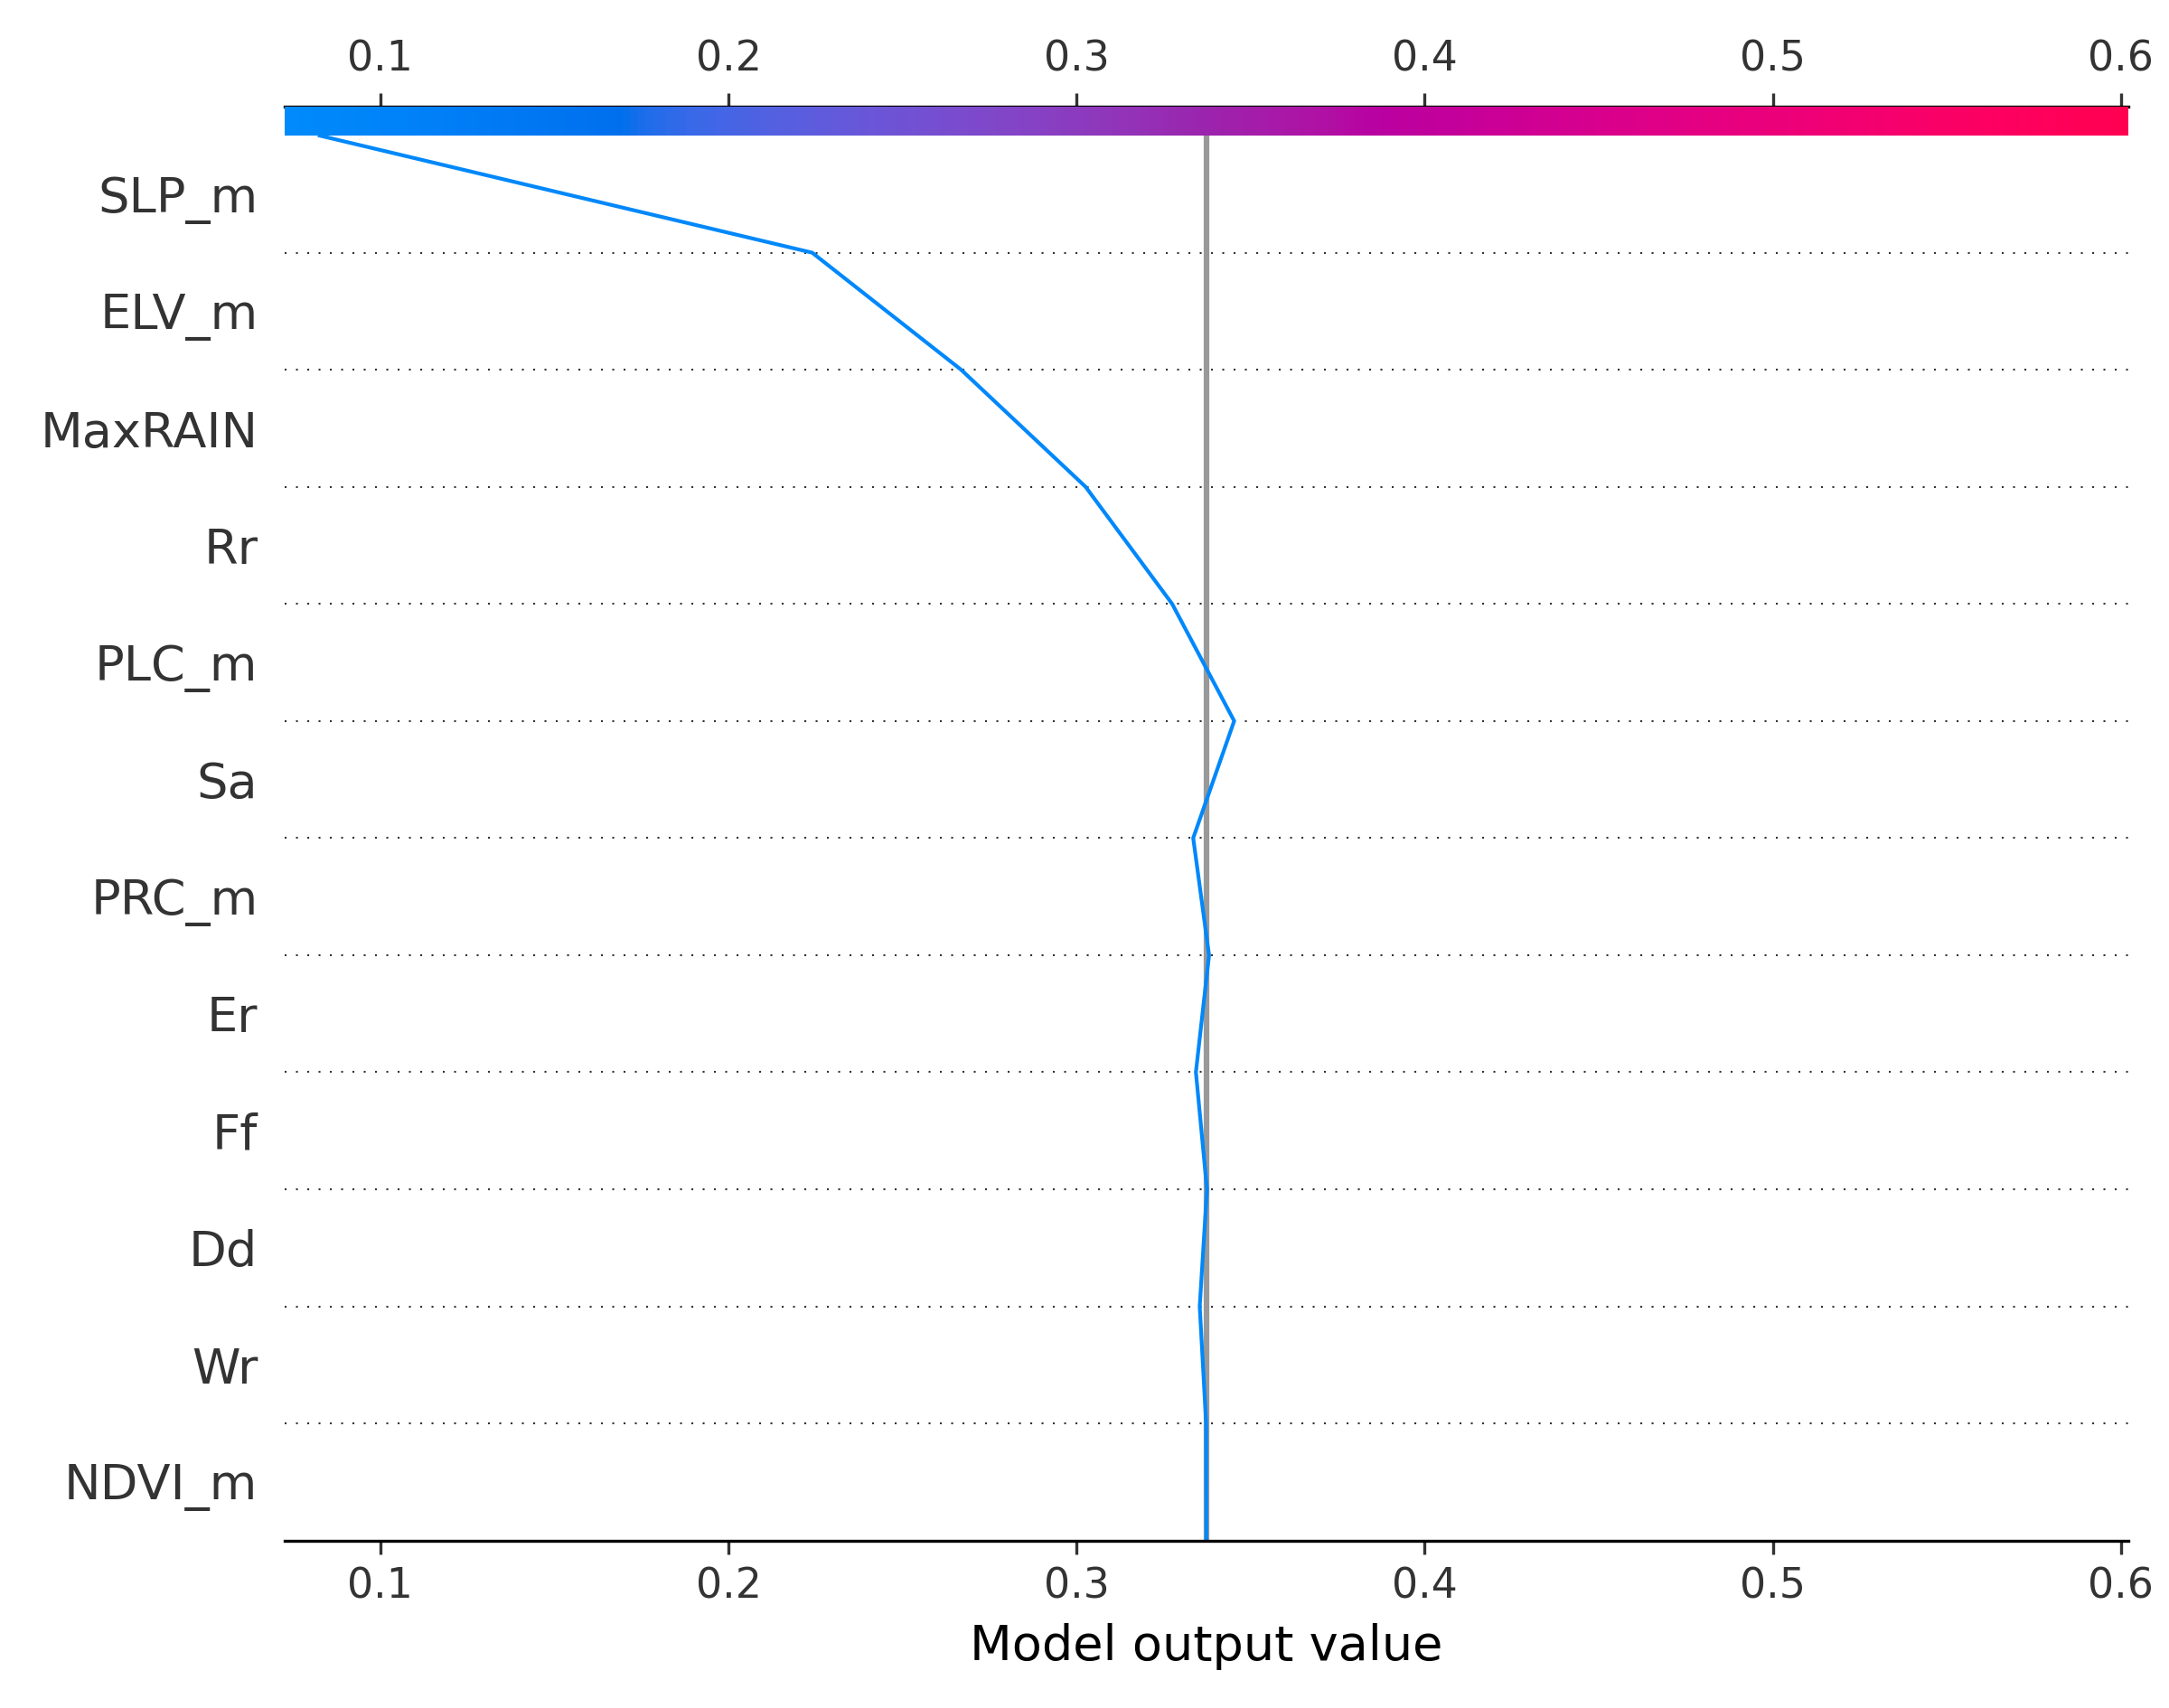 0.1 0.2 0.3 0.4 0.5 0.6
SLP_m
ELV_m
MaxRAIN
Rr
PLC_m
Sa
PRC_m
Er
Ff
Dd
Wr
NDVI_m
0.1 0.2 0.3 0.4 0.5 0.6
Model output value